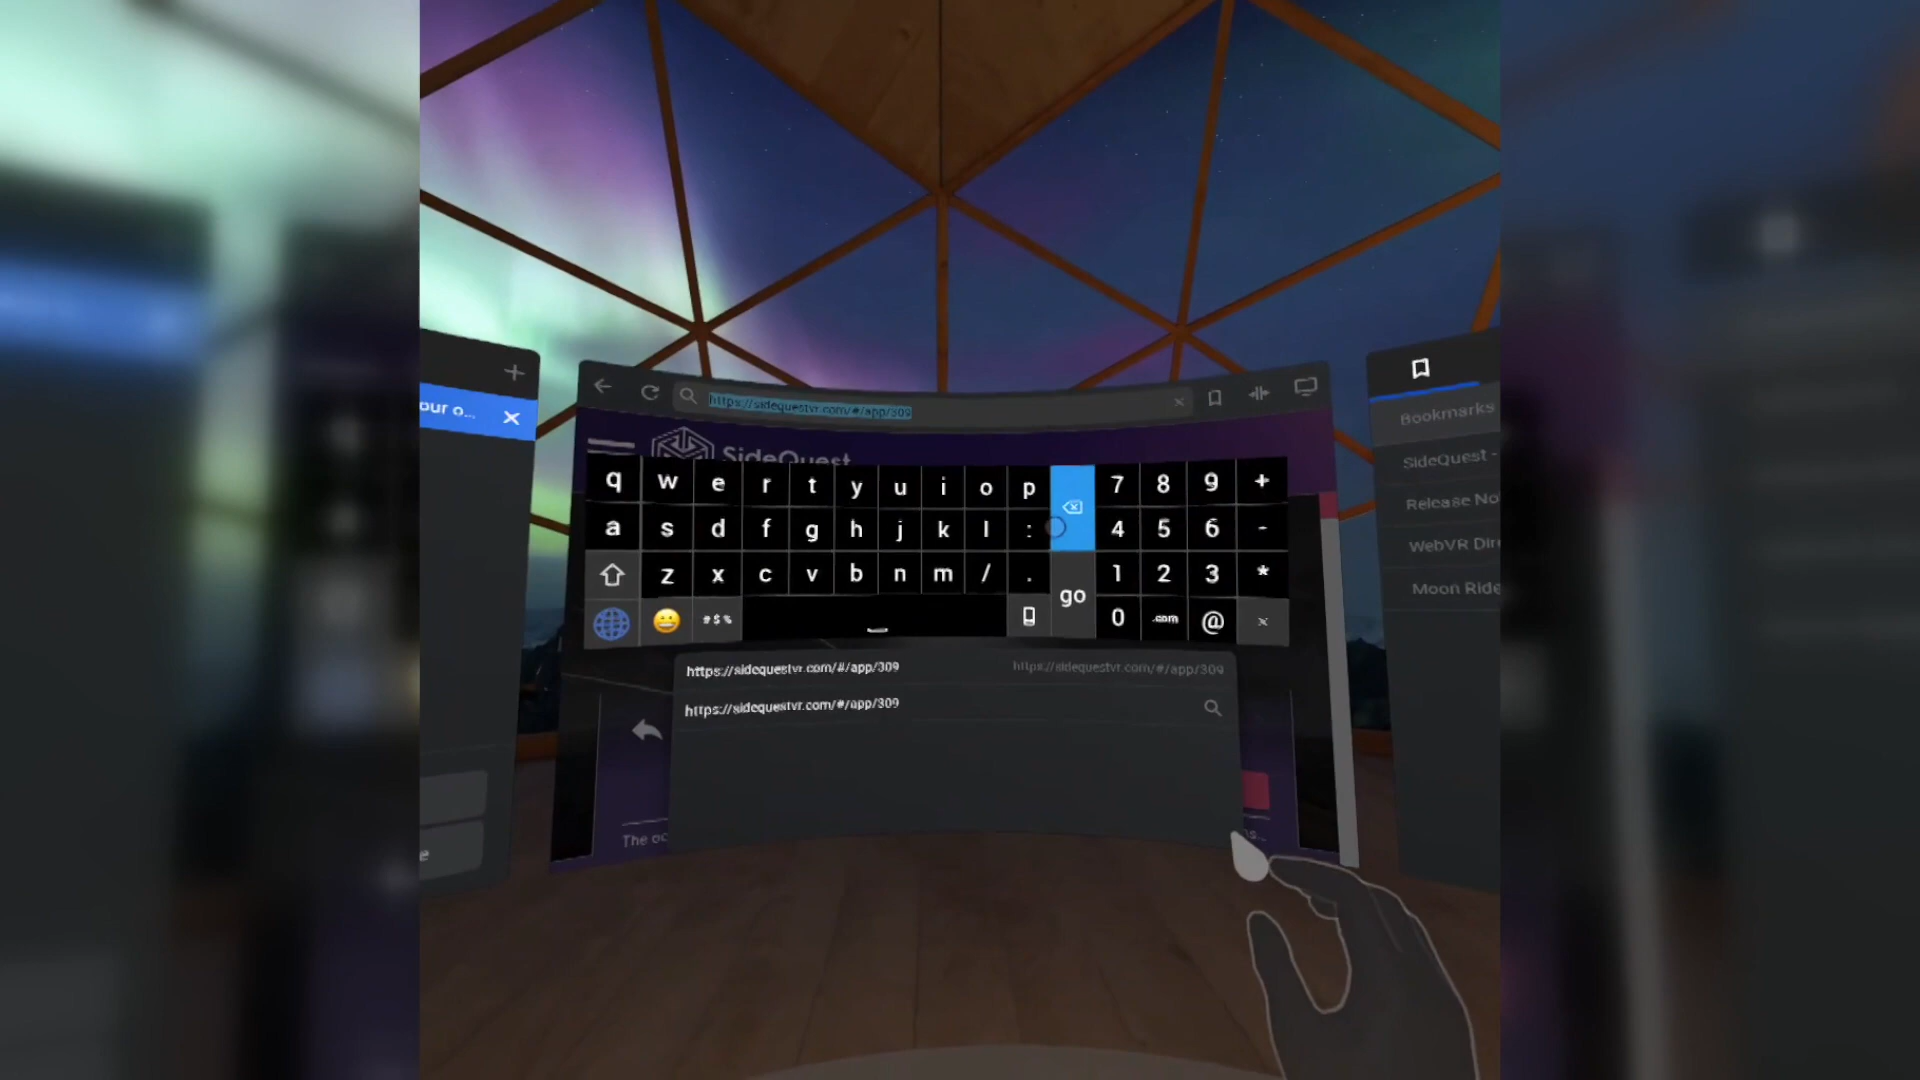 our o...
https://sidequestvr.com/#/app/309
SideQuest
q w e r t y u i o p 7 8 9 +
a s d f g h j k l : 4 5 6 -
z x c v b n m / . go 1 2 3 *
#$% 0 .com @ x
https://sidequestvr.com/#/app/309 https://sidequestvr.com/#/app/309
https://sidequestvr.com/#/app/309
Bookmarks
SideQuest -
Release No
WebVR Dire
Moon Ride
The oc
e